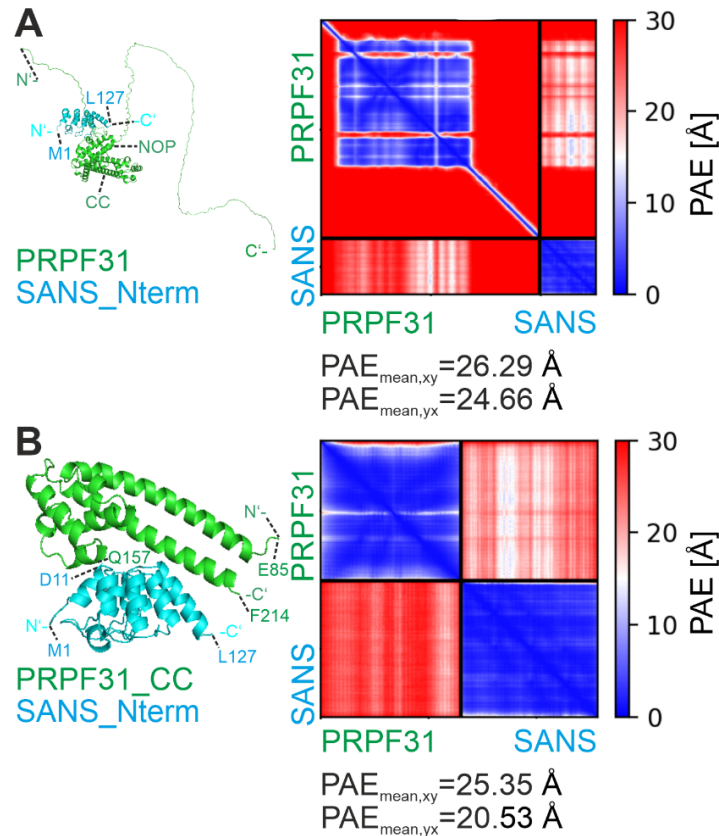 A
N'-
L127
N'-
C'
M1
NOP
CC
C'-
PRPF31
SANS_Nterm
PRPF31
SANS
PRPF31
SANS
30
20
10
0
PAE [Å]
PAEmean,xy=26.29 Å
PAEmean,yx=24.66 Å
B
N'-
Q157
E85
D11
-C'
F214
N'-
-C'
M1
L127
PRPF31_CC
SANS_Nterm
PRPF31
SANS
PRPF31
SANS
30
20
10
0
PAE [Å]
PAEmean,xy=25.35 Å
PAEmean,yx=20.53 Å